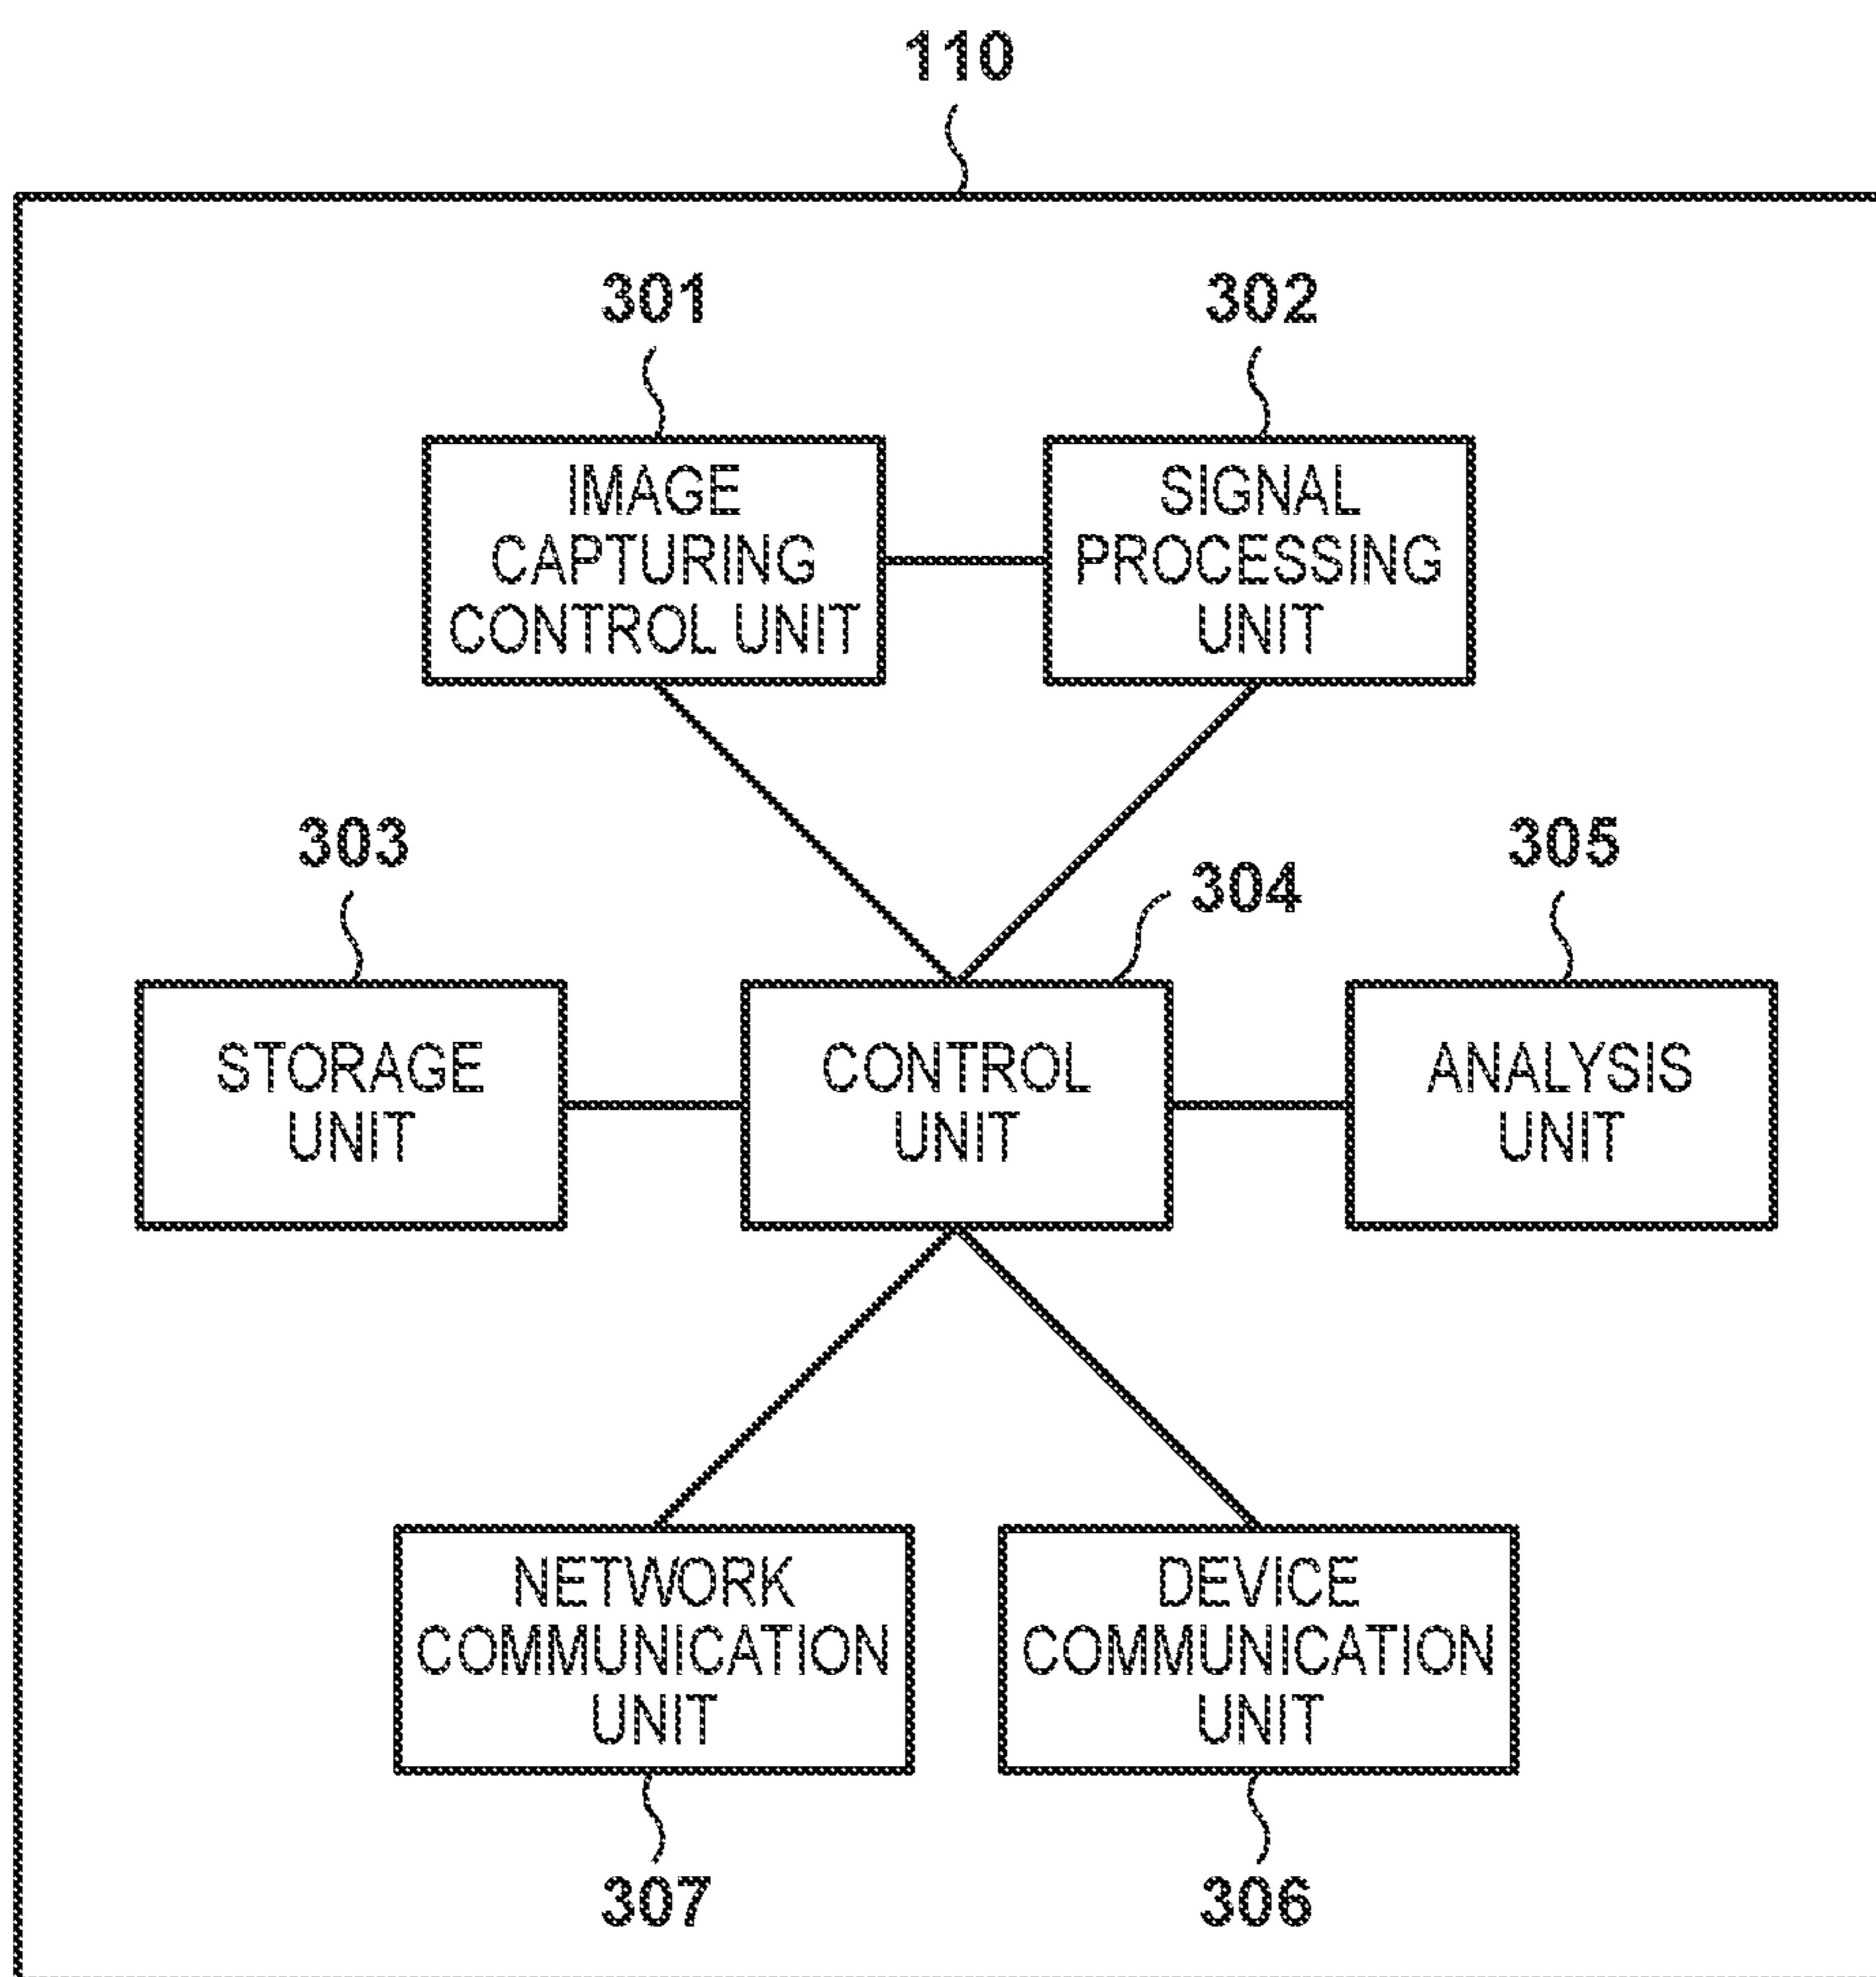 110
301
302
IMAGE
CAPTURING
CONTROL UNIT
SIGNAL
PROCESSING
UNIT
303
304
305
STORAGE
UNIT
CONTROL
UNIT
ANALYSIS
UNIT
NETWORK
COMMUNICATION
UNIT
DEVICE
COMMUNICATION
UNIT
307
306